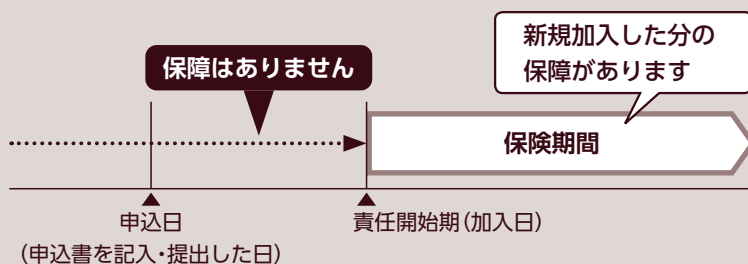 保障はありません
新規加入した分の
保障があります
保険期間
申込日
(申込書を記入・提出した日)
責任開始期(加入日)